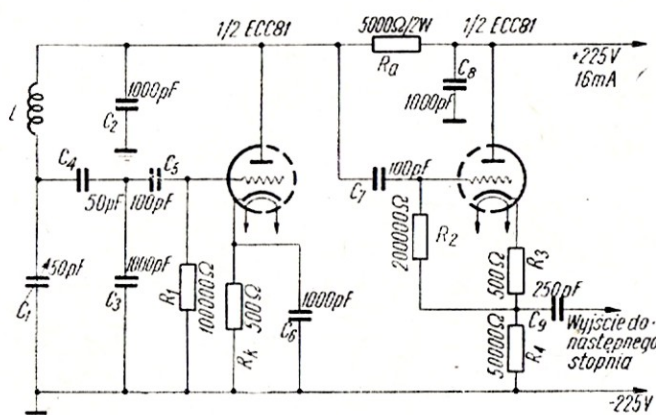 1/2 ECC81
5000Ω/2W
Ra
1/2 ECC81
+225V
16mA
C8
1000pF
1000pF
C2
L
C4
C5
50pF
100pF
C7
100pF
R2
200000Ω
R3
500Ω
250pF
C9
Wyjście do
następnego
stopnia
450pF
C1
1000pF
C3
R1
100000Ω
500Ω
Rk
1000pF
C6
50000Ω
R4
-225V